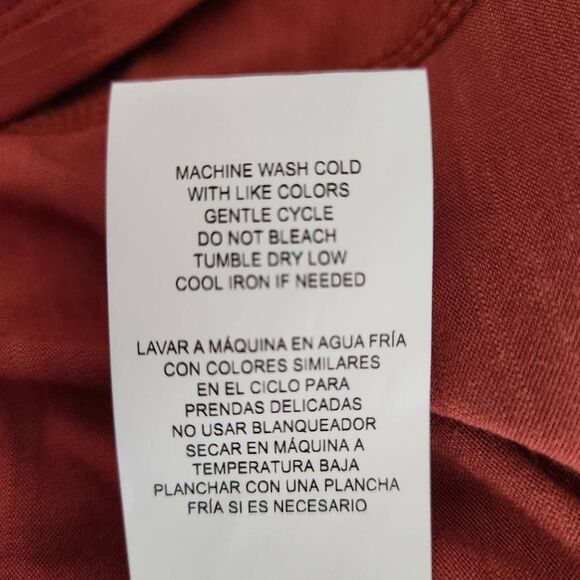 MACHINE WASH COLD
WITH LIKE COLORS
GENTLE CYCLE
DO NOT BLEACH
TUMBLE DRY LOW
COOL IRON IF NEEDED
LAVAR A MÁQUINA EN AGUA FRÍA
CON COLORES SIMILARES
EN EL CICLO PARA
PRENDAS DELICADAS
NO USAR BLANQUEADOR
SECAR EN MÁQUINA A
TEMPERATURA BAJA
PLANCHAR CON UNA PLANCHA
FRÍA SI ES NECESARIO